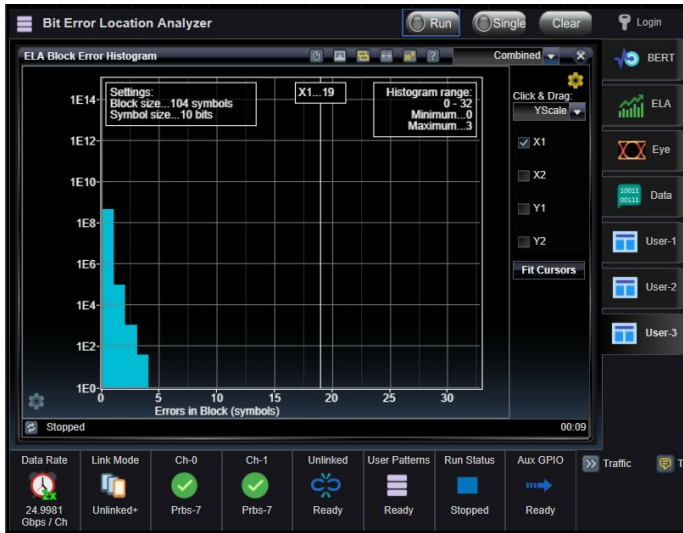 Bit Error Location Analyzer
Run
Single
Clear
Login
ELA Block Error Histogram
Combined
BERT
ELA
Eye
10011
00111
Data
User-1
User-2
User-3
Click & Drag:
YScale
X1
X2
Y1
Y2
Fit Cursors
Settings:
Block size...104 symbols
Symbol size...10 bits
X1...19
Histogram range:
0 - 32
Minimum...0
Maximum...3
1E14
1E12
1E10
1E8
1E6
1E4
1E2
1E0
0 5 10 15 20 25 30
Errors in Block (symbols)
Stopped
00:09
Data Rate
2x
24.9981
Gbps / Ch
Link Mode
Unlinked+
Ch-0
Prbs-7
Ch-1
Prbs-7
Unlinked
Ready
User Patterns
Ready
Run Status
Stopped
Aux GPIO
Ready
Traffic
T